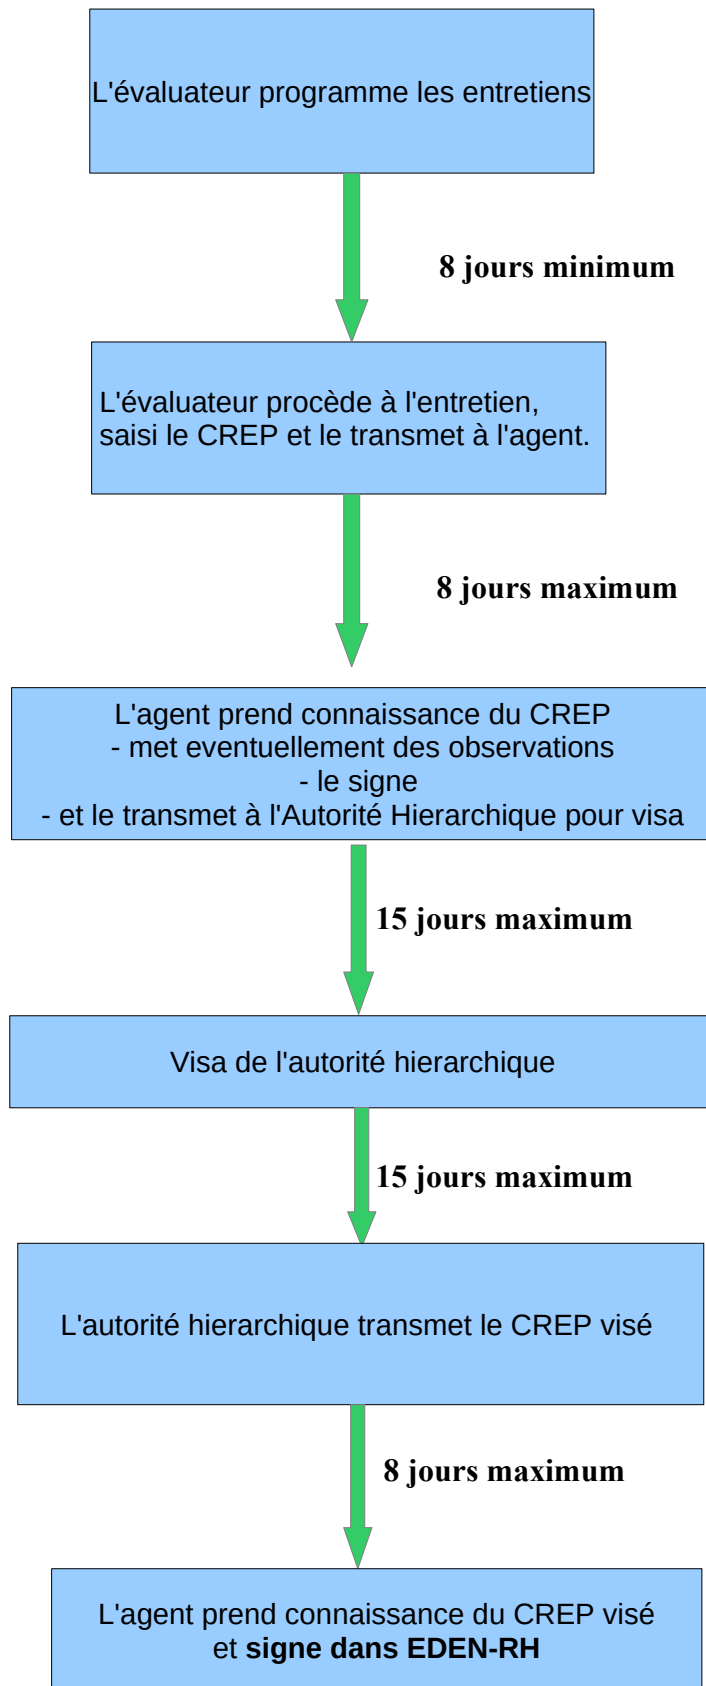 L'évaluateur programme les entretiens
8 jours minimum
L'évaluateur procède à l'entretien,
saisi le CREP et le transmet à l'agent.
8 jours maximum
L'agent prend connaissance du CREP
- met eventuellement des observations
- le signe
- et le transmet à l'Autorité Hierarchique pour visa
15 jours maximum
Visa de l'autorité hierarchique
15 jours maximum
L'autorité hierarchique transmet le CREP visé
8 jours maximum
L'agent prend connaissance du CREP visé
et signe dans EDEN-RH